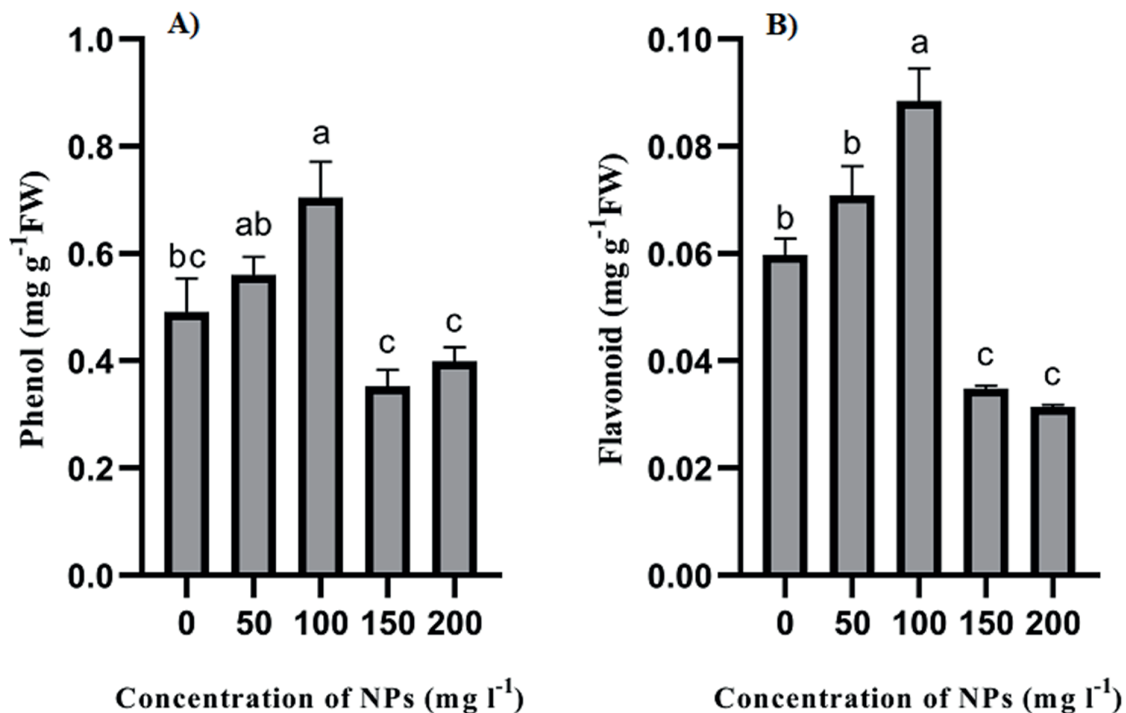 A)
Phenol (mg g⁻¹FW)
1.0
0.8
0.6
0.4
0.2
0.0
bc
ab
a
c
c
0 50 100 150 200
Concentration of NPs (mg l⁻¹)
B)
Flavonoid (mg g⁻¹FW)
0.10
0.08
0.06
0.04
0.02
0.00
b
b
a
c
c
0 50 100 150 200
Concentration of NPs (mg l⁻¹)